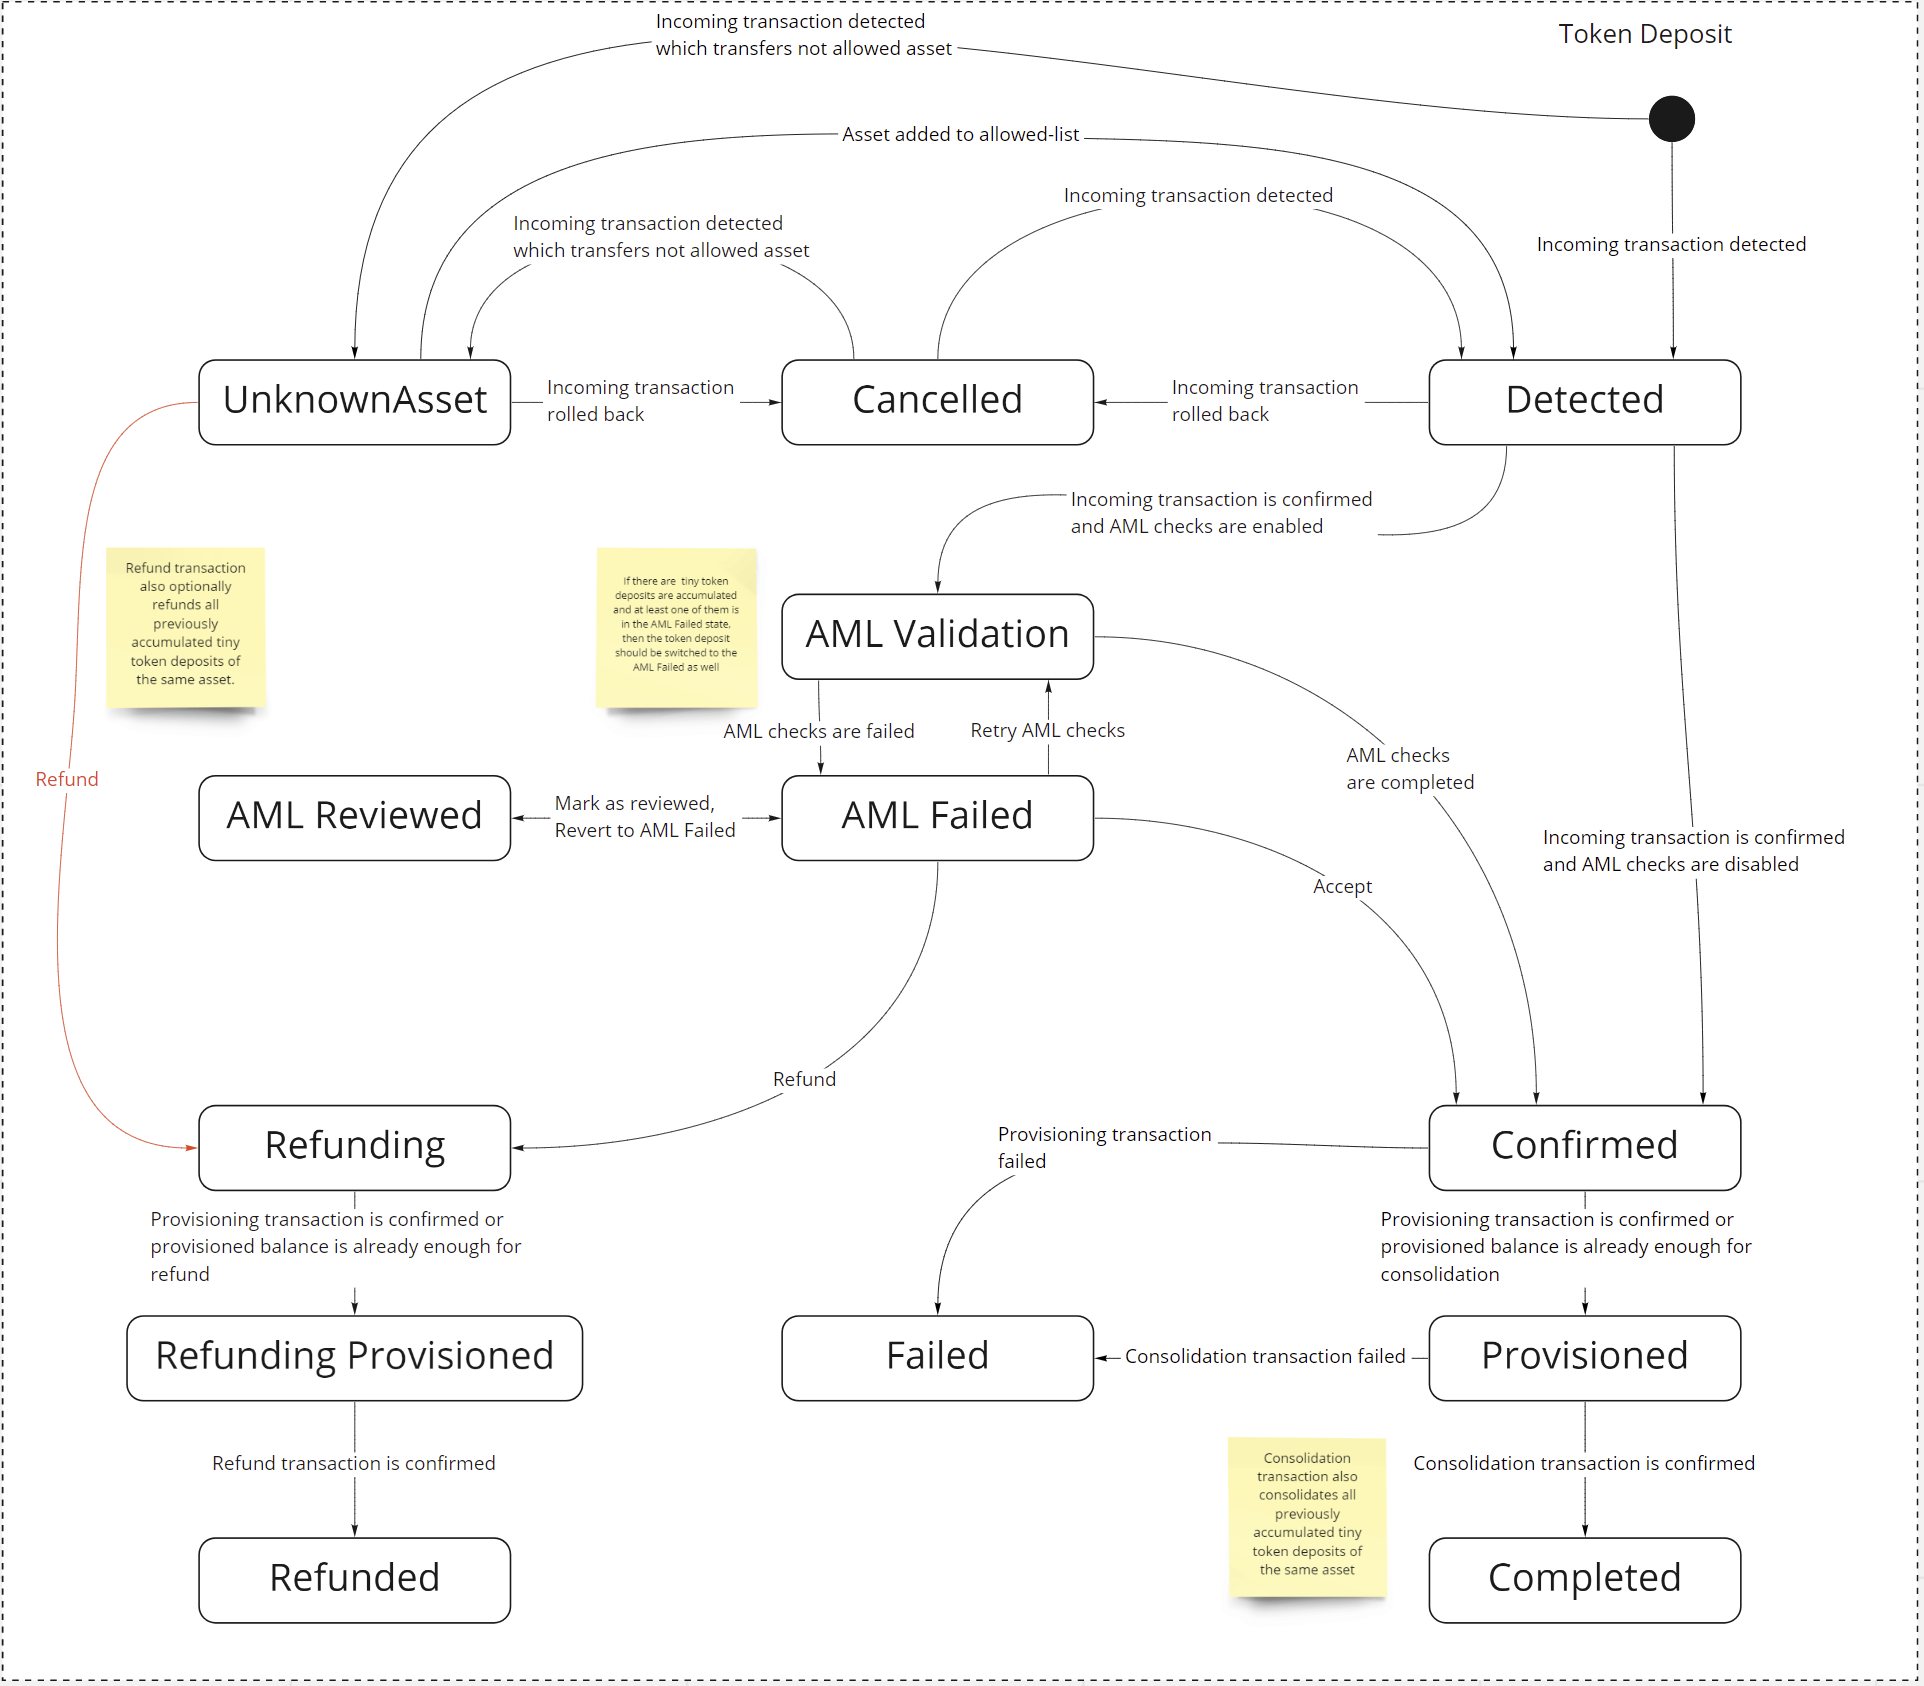 Incoming transaction detected
which transfers not allowed asset
Token Deposit
Asset added to allowed-list
Incoming transaction detected
Incoming transaction detected
which transfers not allowed asset
Incoming transaction detected
UnknownAsset
Incoming transaction
rolled back
Cancelled
Incoming transaction
rolled back
Detected
Incoming transaction is confirmed
and AML checks are enabled
Refund transaction
also optionally
refunds all
previously
accumulated tiny
token deposits of
the same asset.
If there are tiny token
deposits are accumulated
and at least one of them is
in the AML Failed state,
then the token deposit
should be switched to the
AML Failed as well
AML Validation
AML checks are failed
Retry AML checks
AML checks
are completed
Refund
AML Reviewed
Mark as reviewed,
Revert to AML Failed
AML Failed
Incoming transaction is confirmed
and AML checks are disabled
Accept
Refund
Refunding
Provisioning transaction
failed
Confirmed
Provisioning transaction is confirmed or
provisioned balance is already enough for
refund
Provisioning transaction is confirmed or
provisioned balance is already enough for
consolidation
Refunding Provisioned
Failed
Consolidation transaction failed
Provisioned
Refund transaction is confirmed
Consolidation
transaction also
consolidates all
previously
accumulated tiny
token deposits of
the same asset
Consolidation transaction is confirmed
Refunded
Completed